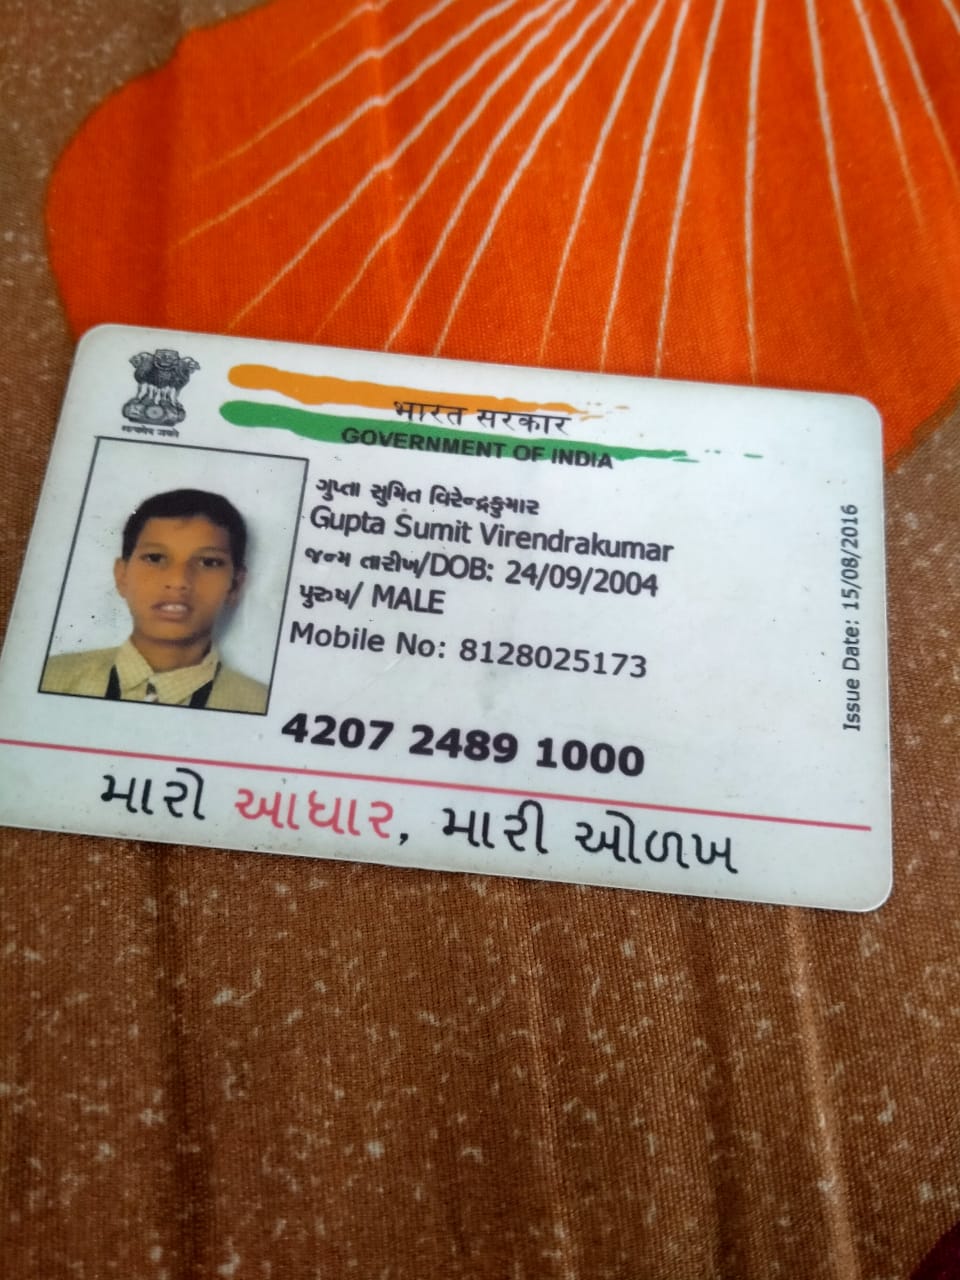 सत्यमेव जयते
भारत सरकार
GOVERNMENT OF INDIA
ગુપ્તા સુમિત વિરેન્દ્રકુમાર
Gupta Sumit Virendrakumar
જન્મ તારીખ/DOB: 24/09/2004
પુરુષ/ MALE
Mobile No: 8128025173
4207 2489 1000
Issue Date: 15/08/2016
મારો આધાર, મારી ઓળખ